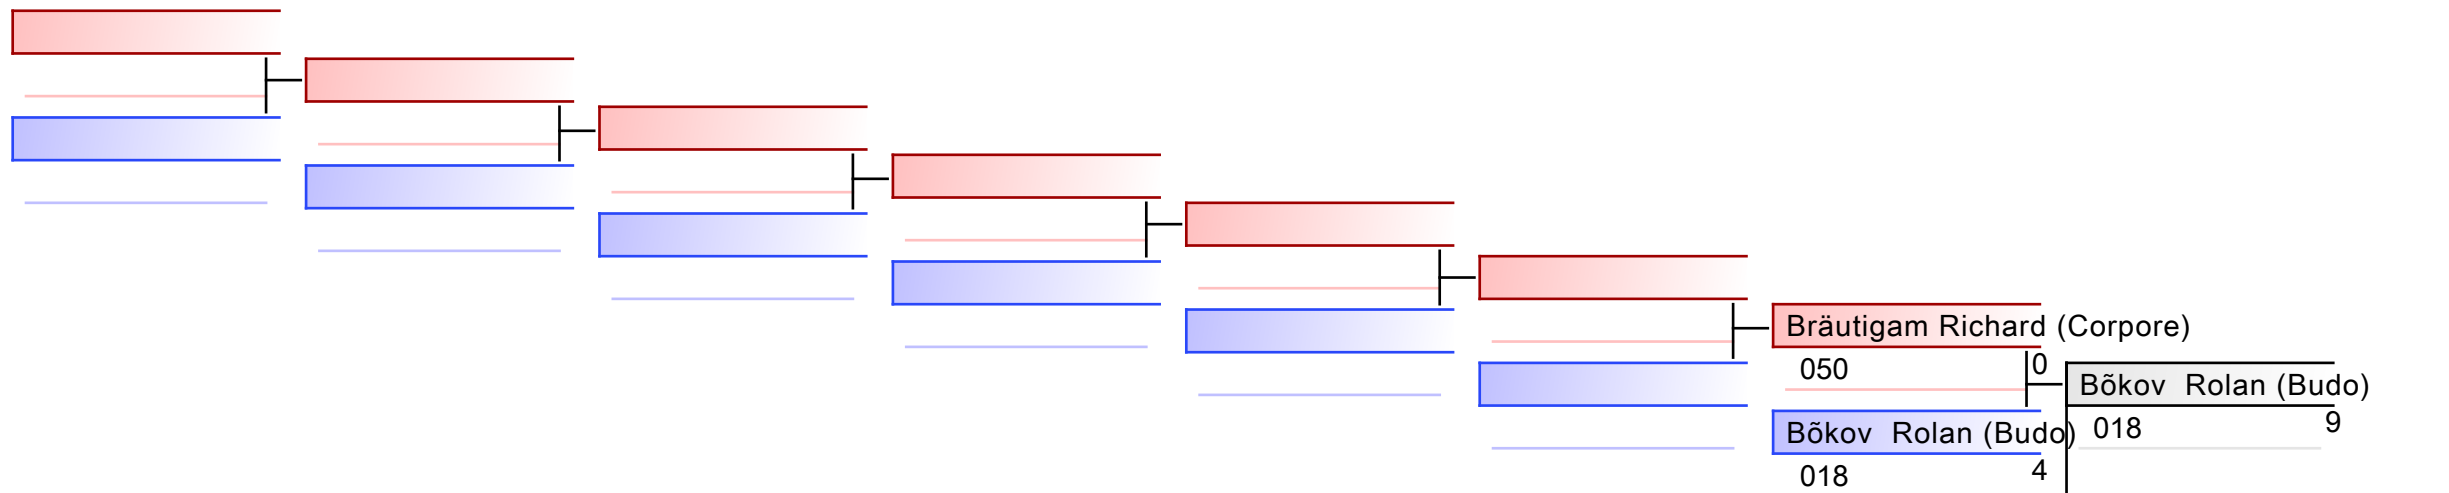 Bräutigam Richard (Corpore)
050 0
Bõkov  Rolan (Budo)
018 9
Bõkov  Rolan (Budo)
018 4